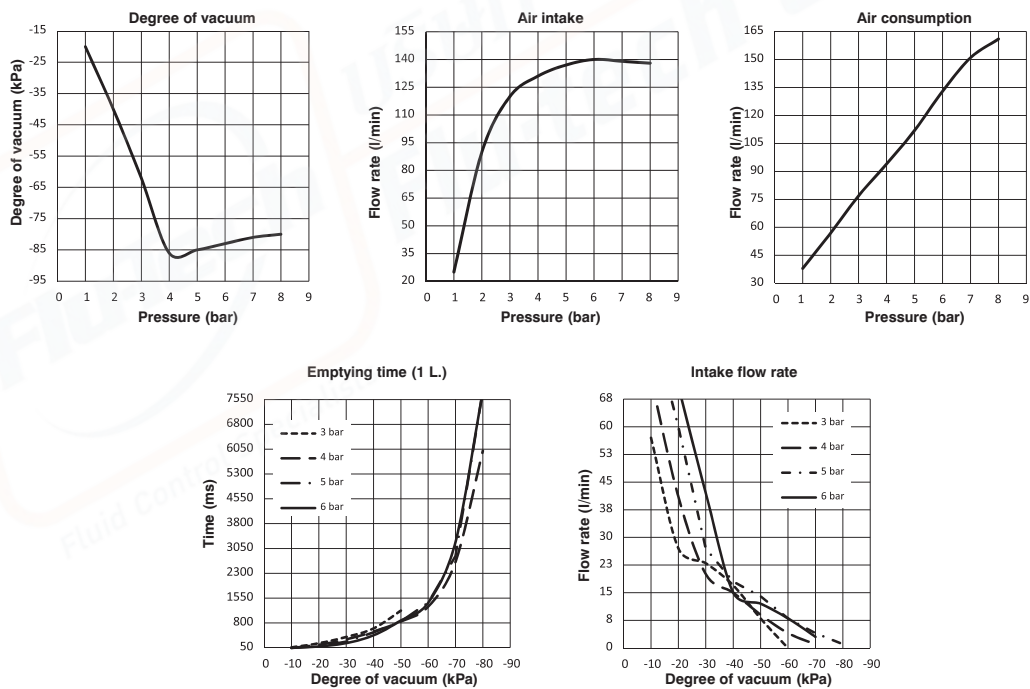 Degree of vacuum
Degree of vacuum (kPa)
-15
-25
-35
-45
-55
-65
-75
-85
-95
0 1 2 3 4 5 6 7 8 9
Pressure (bar)
Air intake
Flow rate (l/min)
155
140
125
110
95
80
65
50
35
20
0 1 2 3 4 5 6 7 8 9
Pressure (bar)
Air consumption
Flow rate (l/min)
165
150
135
120
105
90
75
60
45
30
0 1 2 3 4 5 6 7 8 9
Pressure (bar)
Emptying time (1 L.)
Time (ms)
7550
6800
6050
5300
4550
3800
3050
2300
1550
800
50
3 bar
4 bar
5 bar
6 bar
0 -10 -20 -30 -40 -50 -60 -70 -80 -90
Degree of vacuum (kPa)
Intake flow rate
Flow rate (l/min)
68
60
53
45
38
30
23
15
8
0
3 bar
4 bar
5 bar
6 bar
0 -10 -20 -30 -40 -50 -60 -70 -80 -90
Degree of vacuum (kPa)
Flutech
Fluid Control